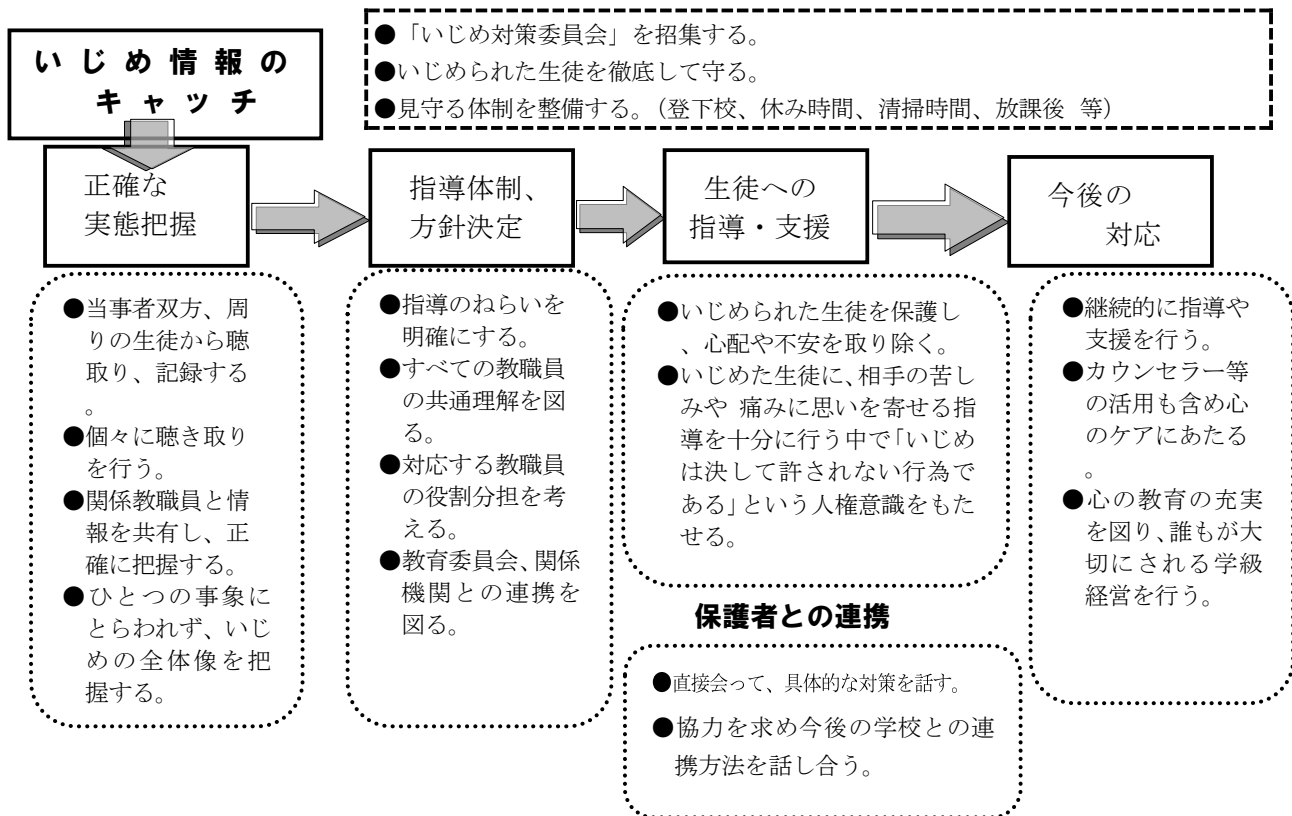 いじめ情報の
キャッチ
●「いじめ対策委員会」を招集する。
●いじめられた生徒を徹底して守る。
●見守る体制を整備する。（登下校、休み時間、清掃時間、放課後 等）
正確な
実態把握
指導体制、
方針決定
生徒への
指導・支援
今後の
対応
●当事者双方、周
りの生徒から聴
取り、記録する
。
●個々に聴き取り
を行う。
●関係教職員と情
報を共有し、正
確に把握する。
●ひとつの事象に
とらわれず、いじ
めの全体像を把
握する。
●指導のねらいを
明確にする。
●すべての教職員
の共通理解を図
る。
●対応する教職員
の役割分担を考
える。
●教育委員会、関係
機関との連携を
図る。
●いじめられた生徒を保護し
、心配や不安を取り除く。
●いじめた生徒に、相手の苦し
みや 痛みに思いを寄せる指
導を十分に行う中で「いじめ
は決して許されない行為で
ある」という人権意識をもた
せる。
保護者との連携
●直接会って、具体的な対策を話す。
●協力を求め今後の学校との連
携方法を話し合う。
●継続的に指導や
支援を行う。
●カウンセラー等
の活用も含め心
のケアにあたる
。
●心の教育の充実
を図り、誰もが大
切にされる学級
経営を行う。